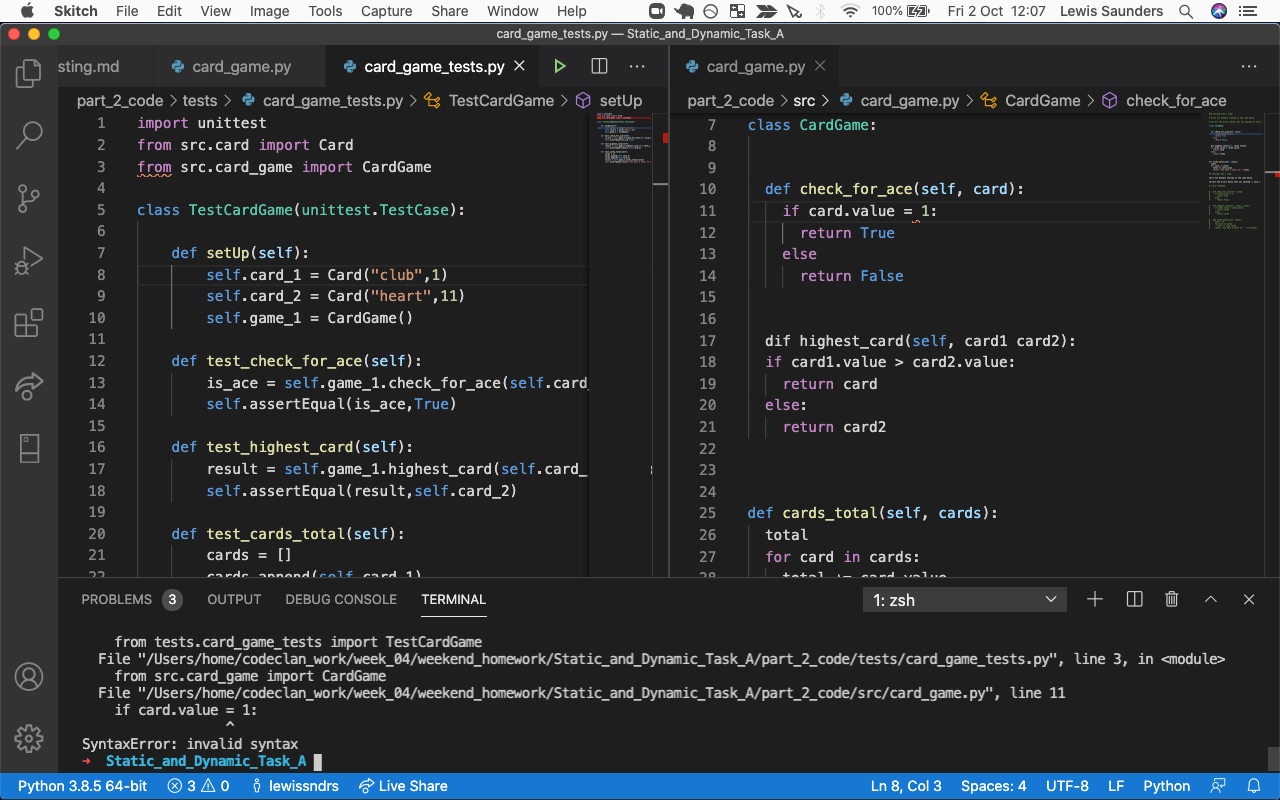 Skitch File Edit View Image Tools Capture Share Window Help 100% Fri 2 Oct 12:07 Lewis Saunders
card_game_tests.py — Static_and_Dynamic_Task_A
sting.md card_game.py card_game_tests.py
part_2_code > tests > card_game_tests.py > TestCardGame > setUp
1 import unittest
2 from src.card import Card
3 from src.card_game import CardGame
4
5 class TestCardGame(unittest.TestCase):
6
7 def setUp(self):
8 self.card_1 = Card("club",1)
9 self.card_2 = Card("heart",11)
10 self.game_1 = CardGame()
11
12 def test_check_for_ace(self):
13 is_ace = self.game_1.check_for_ace(self.card_
14 self.assertEqual(is_ace,True)
15
16 def test_highest_card(self):
17 result = self.game_1.highest_card(self.card_
18 self.assertEqual(result,self.card_2)
19
20 def test_cards_total(self):
21 cards = []
22 cards.append(self.card_1)
card_game.py
part_2_code > src > card_game.py > CardGame > check_for_ace
7 class CardGame:
8
9
10 def check_for_ace(self, card):
11 if card.value = 1:
12 return True
13 else
14 return False
15
16
17 dif highest_card(self, card1 card2):
18 if card1.value > card2.value:
19 return card
20 else:
21 return card2
22
23
24
25 def cards_total(self, cards):
26 total
27 for card in cards:
28 total += card.value
PROBLEMS 3 OUTPUT DEBUG CONSOLE TERMINAL 1: zsh
from tests.card_game_tests import TestCardGame
File "/Users/home/codeclan_work/week_04/weekend_homework/Static_and_Dynamic_Task_A/part_2_code/tests/card_game_tests.py", line 3, in <module>
from src.card_game import CardGame
File "/Users/home/codeclan_work/week_04/weekend_homework/Static_and_Dynamic_Task_A/part_2_code/src/card_game.py", line 11
if card.value = 1:
^
SyntaxError: invalid syntax
➜ Static_and_Dynamic_Task_A
Python 3.8.5 64-bit 3 0 lewissndrs Live Share Ln 8, Col 3 Spaces: 4 UTF-8 LF Python